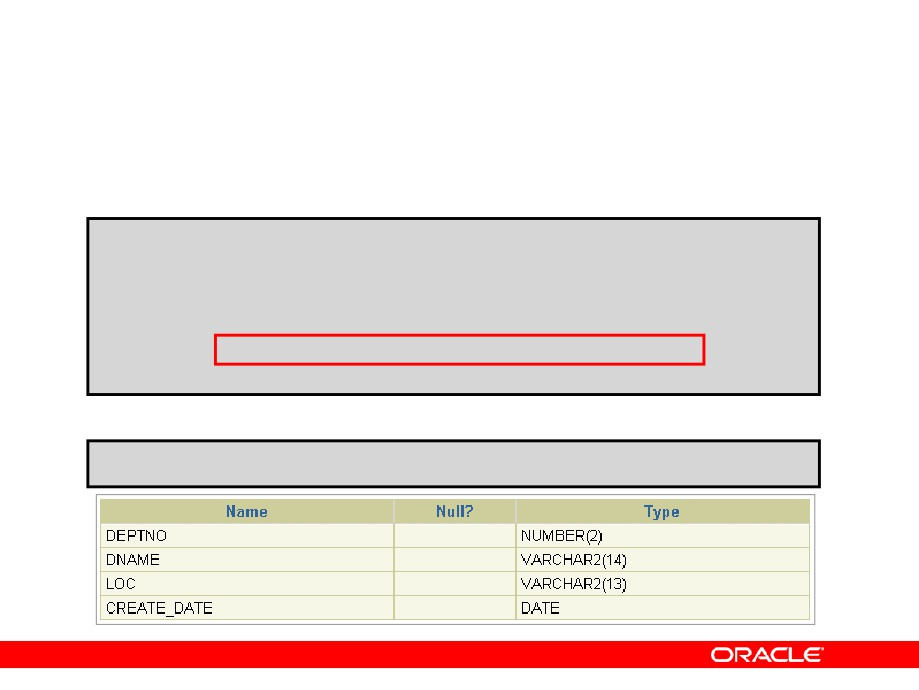 Name Null? Type
DEPTNO NUMBER(2)
DNAME VARCHAR2(14)
LOC VARCHAR2(13)
CREATE_DATE DATE
ORACLE